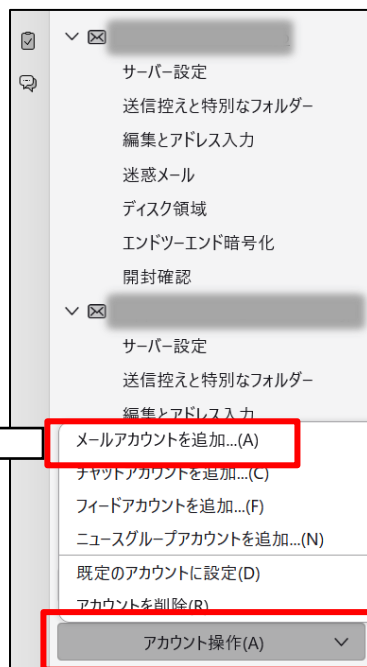 サーバー設定
送信控えと特別なフォルダー
編集とアドレス入力
迷惑メール
ディスク領域
エンドツーエンド暗号化
開封確認
サーバー設定
送信控えと特別なフォルダー
編集とアドレス入力
メールアカウントを追加...(A)
チャットアカウントを追加...(C)
フィードアカウントを追加...(F)
ニュースグループアカウントを追加...(N)
既定のアカウントに設定(D)
アカウントを削除(R)
アカウント操作(A)